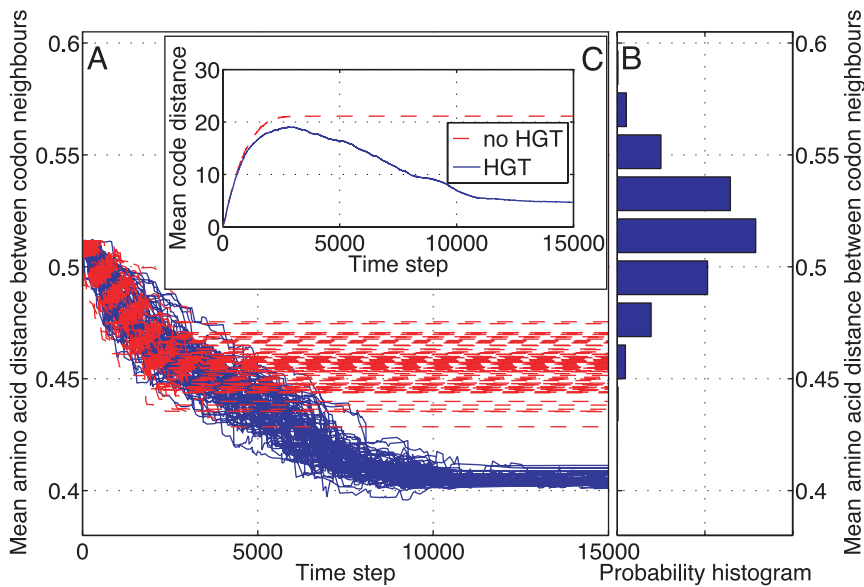 A
C
B
Mean amino acid distance between codon neighbours
0.6
0.55
0.5
0.45
0.4
0
5000
10000
15000
Time step
Mean code distance
30
20
10
0
0
5000
10000
15000
Time step
no HGT
HGT
0.6
0.55
0.5
0.45
0.4
Probability histogram
Mean amino acid distance between codon neighbours